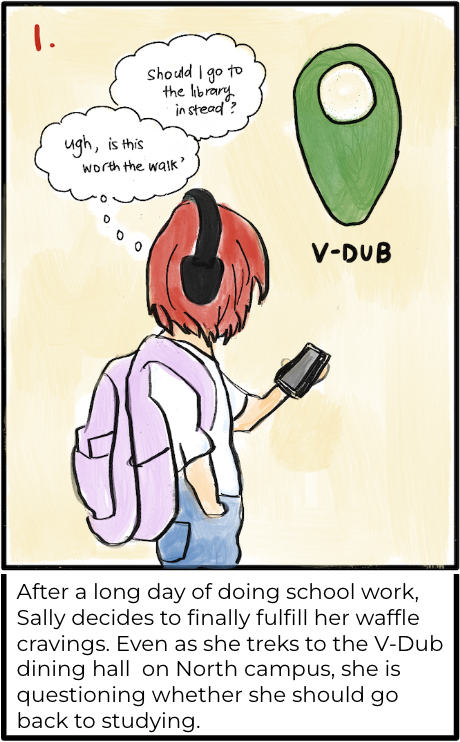 1.
Should I go to
the library
instead?
ugh, is this
worth the walk?
V-DUB
After a long day of doing school work,
Sally decides to finally fulfill her waffle
cravings. Even as she treks to the V-Dub
dining hall on North campus, she is
questioning whether she should go
back to studying.